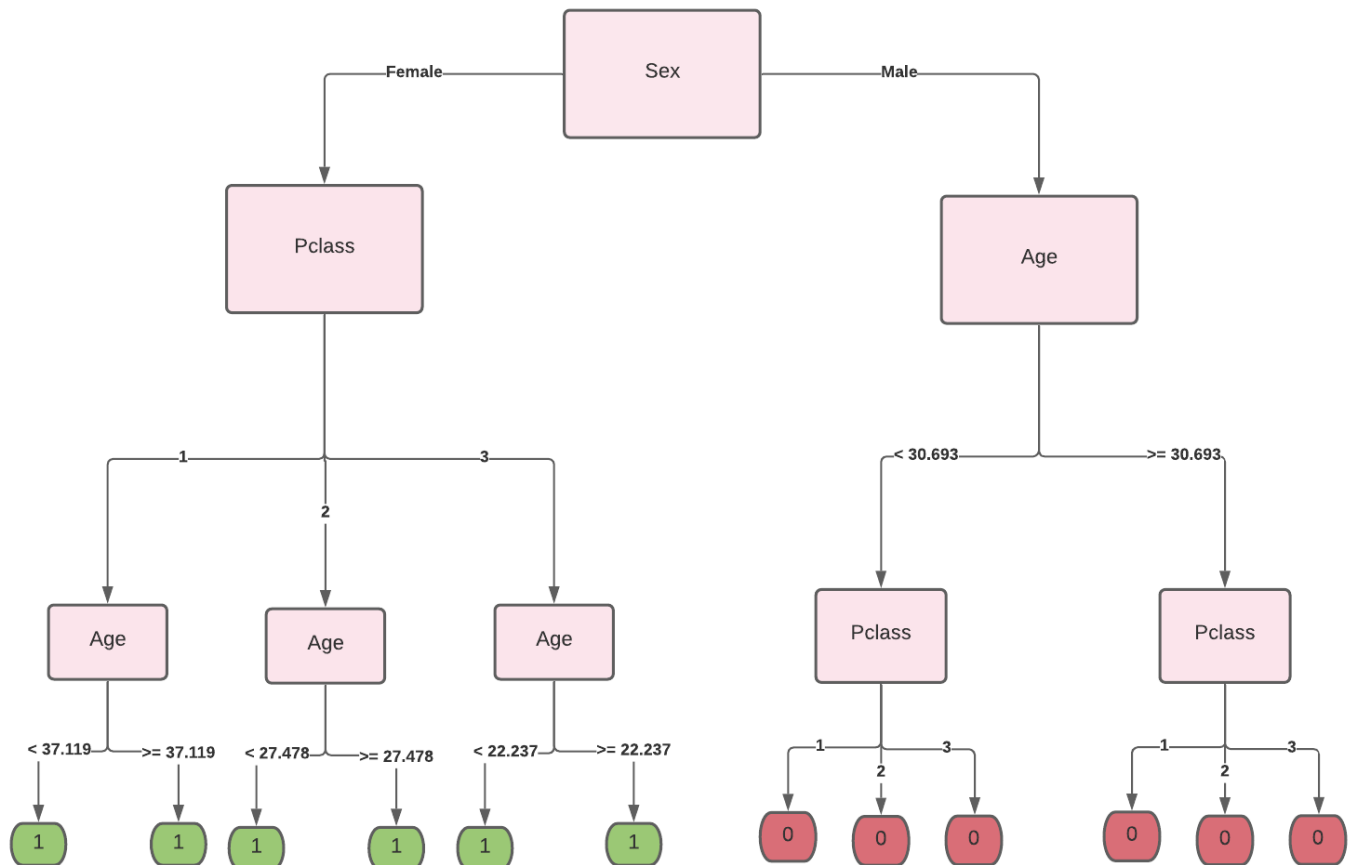 Sex
Female
Male
Pclass
Age
1
3
2
< 30.693
>= 30.693
Age
Age
Age
Pclass
Pclass
< 37.119
>= 37.119
< 27.478
>= 27.478
< 22.237
>= 22.237
1
2
3
1
2
3
1
1
1
1
1
1
0
0
0
0
0
0